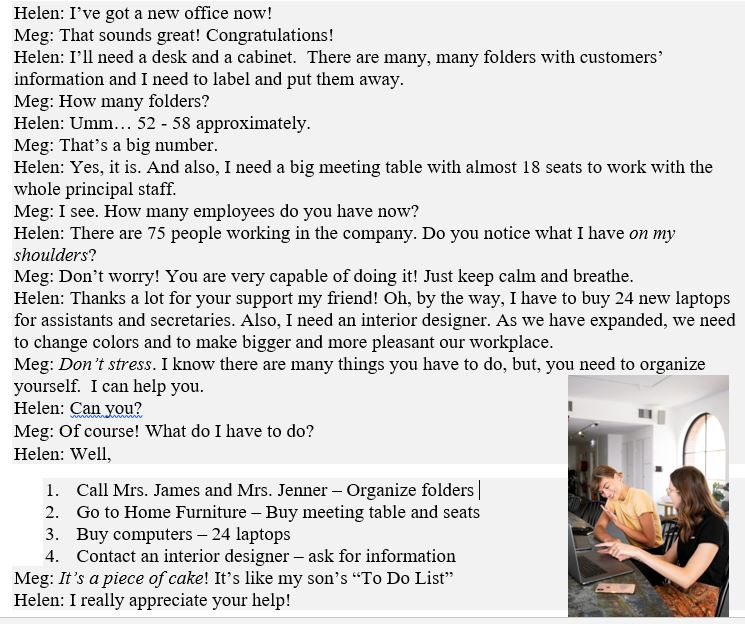 Helen: I’ve got a new office now!
Meg: That sounds great! Congratulations!
Helen: I’ll need a desk and a cabinet.  There are many, many folders with customers’
information and I need to label and put them away.
Meg: How many folders?
Helen: Umm… 52 - 58 approximately.
Meg: That’s a big number.
Helen: Yes, it is. And also, I need a big meeting table with almost 18 seats to work with the
whole principal staff.
Meg: I see. How many employees do you have now?
Helen: There are 75 people working in the company. Do you notice what I have on my
shoulders?
Meg: Don’t worry! You are very capable of doing it! Just keep calm and breathe.
Helen: Thanks a lot for your support my friend! Oh, by the way, I have to buy 24 new laptops
for assistants and secretaries. Also, I need an interior designer. As we have expanded, we need
to change colors and to make bigger and more pleasant our workplace.
Meg: Don’t stress. I know there are many things you have to do, but, you need to organize
yourself.  I can help you.
Helen: Can you?
Meg: Of course! What do I have to do?
Helen: Well,
1. Call Mrs. James and Mrs. Jenner – Organize folders
2. Go to Home Furniture – Buy meeting table and seats
3. Buy computers – 24 laptops
4. Contact an interior designer – ask for information
Meg: It’s a piece of cake! It’s like my son’s “To Do List”
Helen: I really appreciate your help!